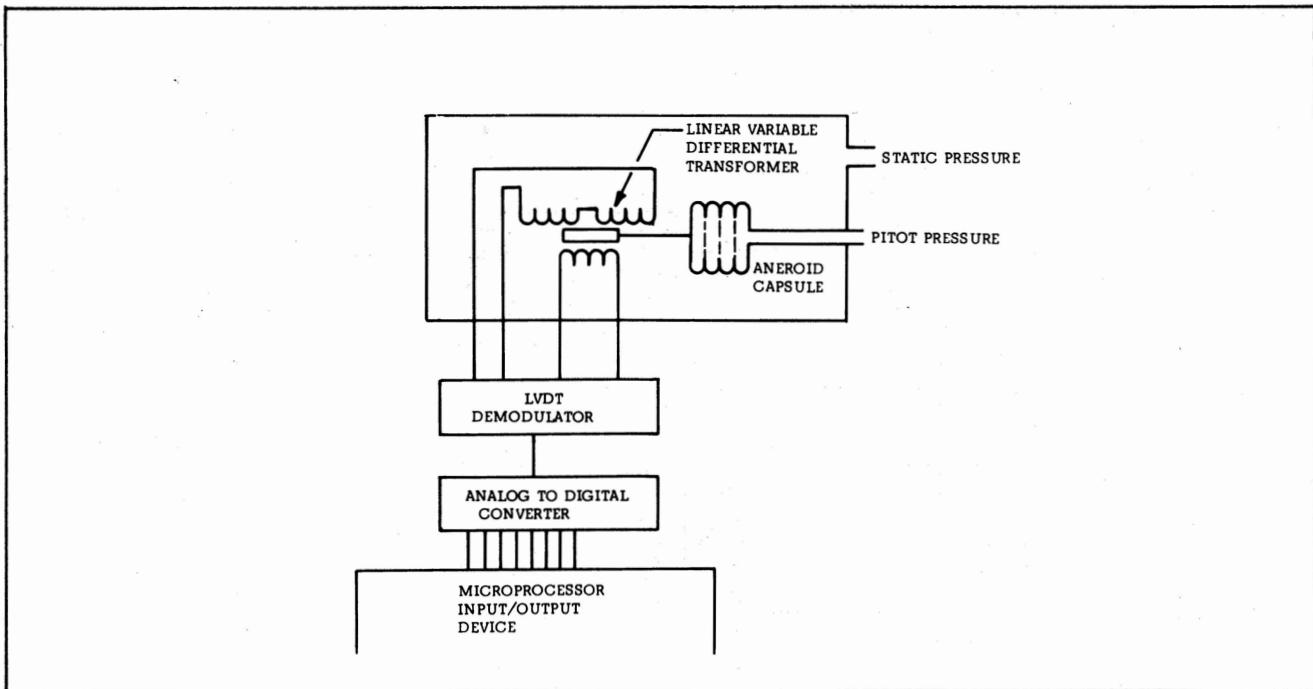 LINEAR VARIABLE
DIFFERENTIAL
TRANSFORMER
STATIC PRESSURE
PITOT PRESSURE
ANEROID
CAPSULE
LVDT
DEMODULATOR
ANALOG TO DIGITAL
CONVERTER
MICROPROCESSOR
INPUT/OUTPUT
DEVICE